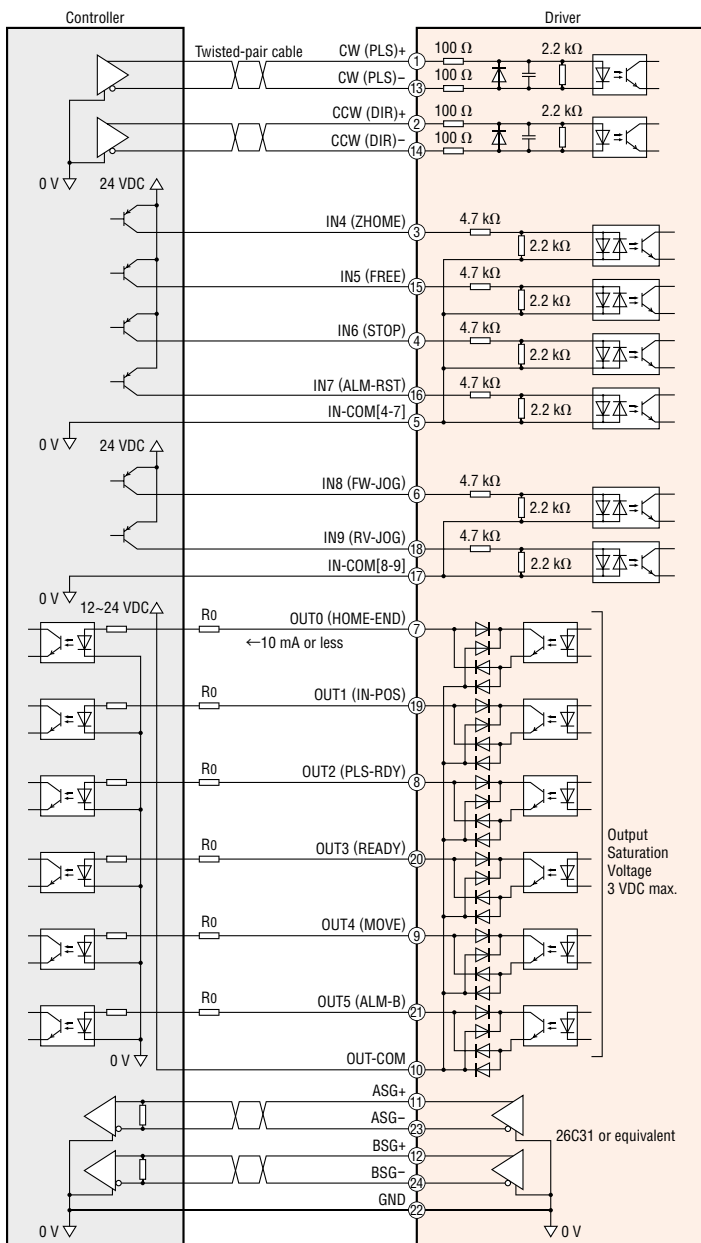 Controller
Driver
Twisted-pair cable
CW (PLS)+
1
100 Ω
2.2 kΩ
CW (PLS)−
13
100 Ω
CCW (DIR)+
2
100 Ω
2.2 kΩ
CCW (DIR)−
14
100 Ω
0 V
24 VDC
IN4 (ZHOME)
3
4.7 kΩ
2.2 kΩ
IN5 (FREE)
15
4.7 kΩ
2.2 kΩ
IN6 (STOP)
4
4.7 kΩ
2.2 kΩ
IN7 (ALM-RST)
16
4.7 kΩ
2.2 kΩ
IN-COM[4-7]
5
0 V
24 VDC
IN8 (FW-JOG)
6
4.7 kΩ
2.2 kΩ
IN9 (RV-JOG)
18
4.7 kΩ
2.2 kΩ
IN-COM[8-9]
17
0 V
12~24 VDC
R0
OUT0 (HOME-END)
7
←10 mA or less
R0
OUT1 (IN-POS)
19
R0
OUT2 (PLS-RDY)
8
R0
OUT3 (READY)
20
Output
Saturation
Voltage
3 VDC max.
R0
OUT4 (MOVE)
9
R0
OUT5 (ALM-B)
21
0 V
OUT-COM
10
ASG+
11
ASG−
23
26C31 or equivalent
BSG+
12
BSG−
24
GND
22
0 V
0 V